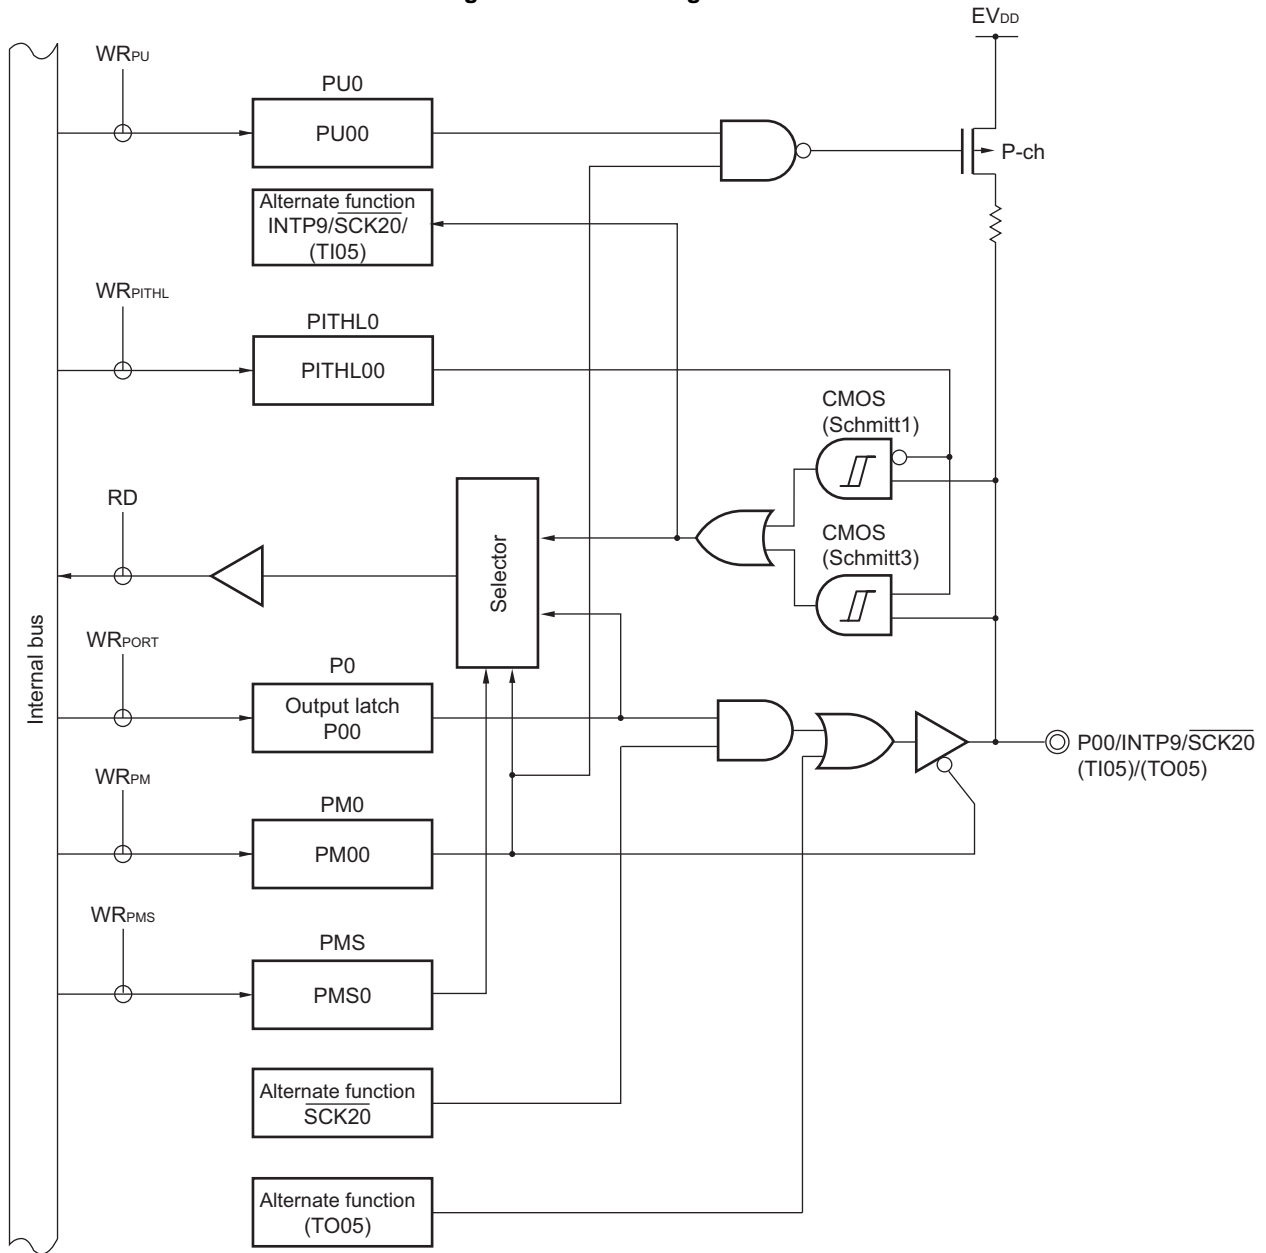 EVDD
WRPU
PU0
PU00
P-ch
Alternate function
INTP9/SCK20/
(TI05)
WRPITHL
PITHL0
PITHL00
CMOS
(Schmitt1)
RD
Selector
CMOS
(Schmitt3)
Internal bus
WRPORT
P0
Output latch
P00
P00/INTP9/SCK20
(TI05)/(TO05)
WRPM
PM0
PM00
WRPMS
PMS
PMS0
Alternate function
SCK20
Alternate function
(TO05)